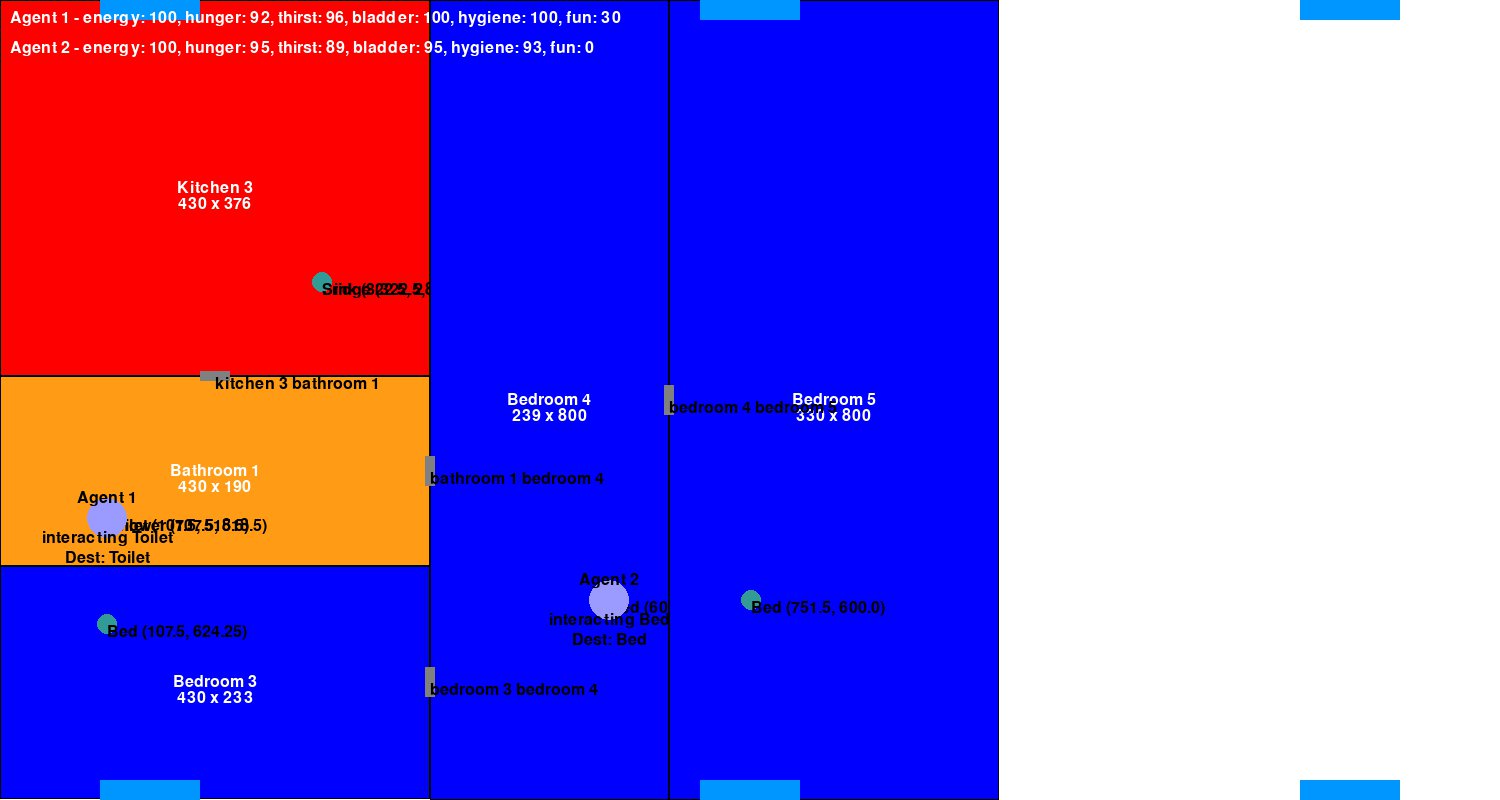 Agent 1 - energy: 100, hunger: 92, thirst: 96, bladder: 100, hygiene: 100, fun: 30
Agent 2 - energy: 100, hunger: 95, thirst: 89, bladder: 95, hygiene: 93, fun: 0
Kitchen 3
430 x 376
kitchen 3 bathroom 1
Bedroom 4
239 x 800
bedroom 4 bedroom 5
Bedroom 5
330 x 800
Bathroom 1
430 x 190
bathroom 1 bedroom 4
Agent 1
interacting Toilet
Dest: Toilet
Agent 2
interacting Bed
Dest: Bed
Bed (751.5, 600.0)
Bed (107.5, 624.25)
Bedroom 3
430 x 233
bedroom 3 bedroom 4